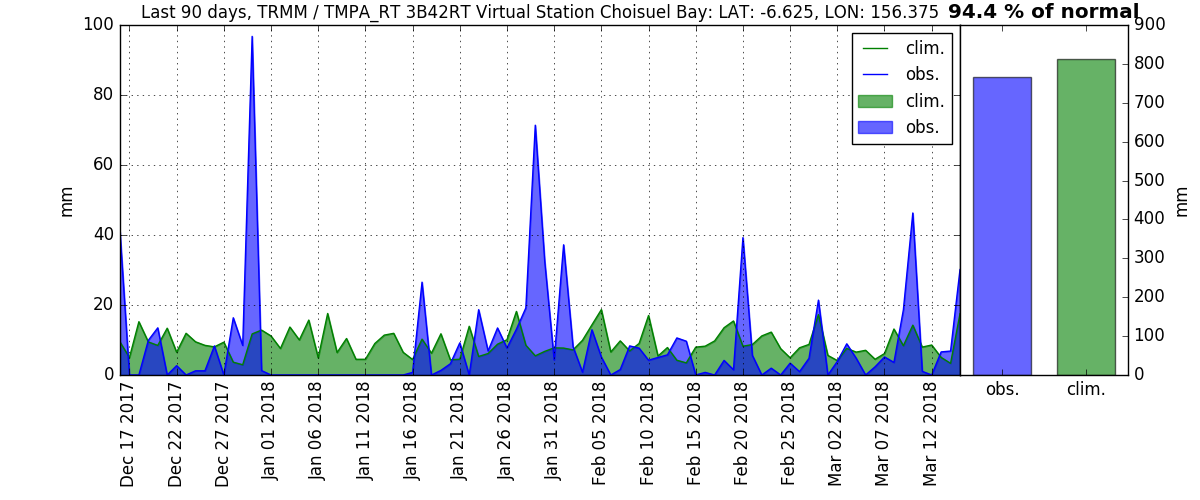 Last 90 days, TRMM / TMPA_RT 3B42RT Virtual Station Choisuel Bay: LAT: -6.625, LON: 156.375 94.4 % of normal
100
80
60
40
20
0
mm
clim.
obs.
clim.
obs.
900
800
700
600
500
400
300
200
100
0
mm
Dec 17 2017
Dec 22 2017
Dec 27 2017
Jan 01 2018
Jan 06 2018
Jan 11 2018
Jan 16 2018
Jan 21 2018
Jan 26 2018
Jan 31 2018
Feb 05 2018
Feb 10 2018
Feb 15 2018
Feb 20 2018
Feb 25 2018
Mar 02 2018
Mar 07 2018
Mar 12 2018
obs.
clim.